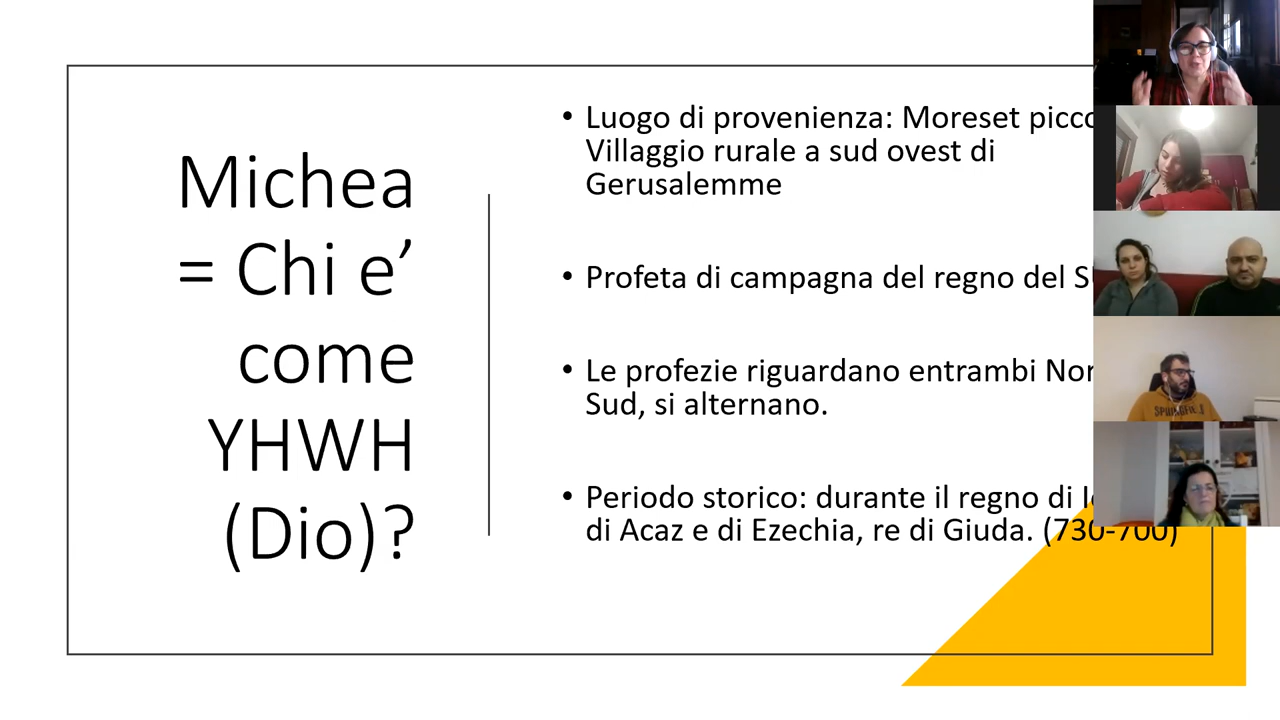 Michea
= Chi e’
come
YHWH
(Dio)?
• Luogo di provenienza: Moreset
Villaggio rurale a sud ovest di
Gerusalemme
• Profeta di campagna del regno del
• Le profezie riguardano entrambi
Sud, si alternano.
• Periodo storico: durante il regno di
di Acaz e di Ezechia, re di Giuda. (730-700)